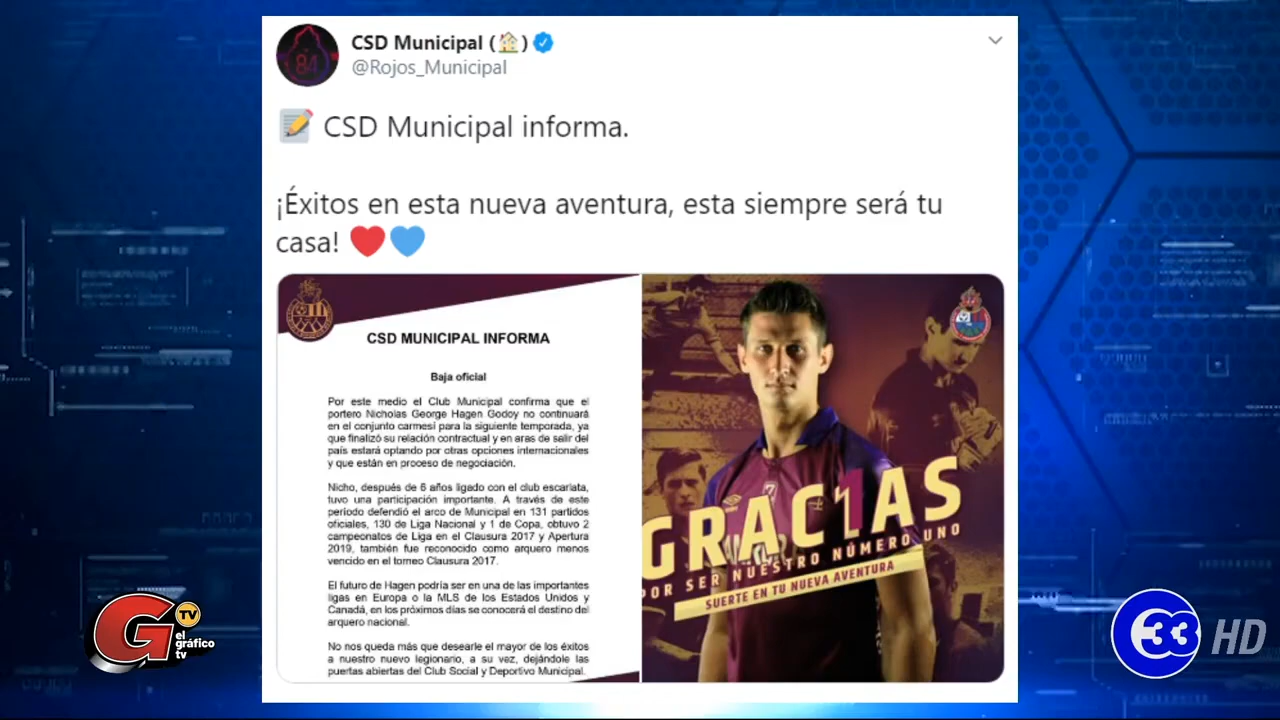 84
CSD Municipal (🏠)
@Rojos_Municipal
📝 CSD Municipal informa.
¡Éxitos en esta nueva aventura, esta siempre será tu
casa! ❤️💙
CSD MUNICIPAL INFORMA
Baja oficial
Por este medio el Club Municipal confirma que el
portero Nicholas George Hagen Godoy no continuará
en el conjunto carmesí para la siguiente temporada, ya
que finalizó su relación contractual y en aras de salir del
país estará optando por otras opciones internacionales
y que están en proceso de negociación.
Nicho, después de 6 años ligado con el club escarlata,
tuvo una participación importante. A través de este
período defendió el arco de Municipal en 131 partidos
oficiales, 130 de Liga Nacional y 1 de Copa, obtuvo 2
campeonatos de Liga en el Clausura 2017 y Apertura
2019, también fue reconocido como arquero menos
vencido en el torneo Clausura 2017.
El futuro de Hagen podría ser en una de las importantes
ligas en Europa o la MLS de los Estados Unidos y
Canadá, en los próximos días se conocerá el destino del
arquero nacional.
No nos queda más que desearle el mayor de los éxitos
a nuestro nuevo legionario, a su vez, dejándole las
puertas abiertas del Club Social y Deportivo Municipal.
GRAC1AS
POR SER NUESTRO NÚMERO UNO
SUERTE EN TU NUEVA AVENTURA
G TV
el
gráfico
tv
33 HD